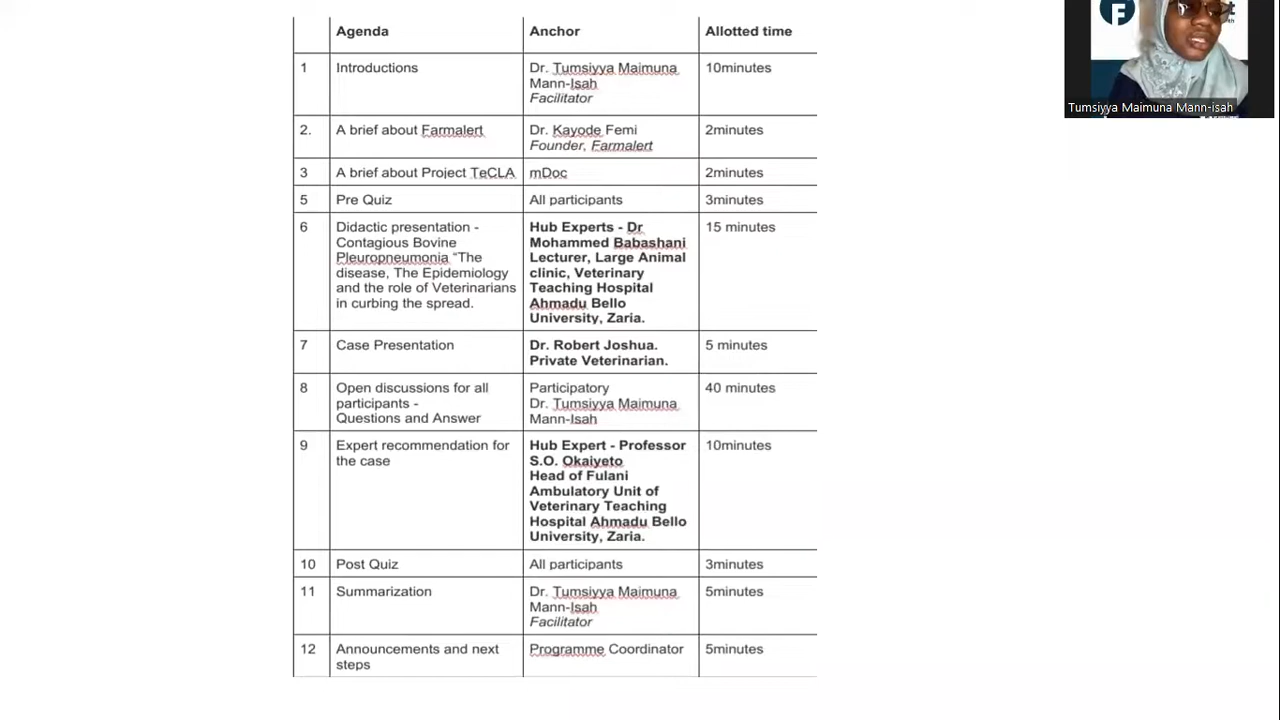 Agenda Anchor Allotted time
1 Introductions Dr. Tumsiyya Maimuna 10minutes
Mann-Isah
Facilitator
2. A brief about Farmalert Dr. Kayode Femi 2minutes
Founder, Farmalert
3 A brief about Project TeCLA mDoc 2minutes
5 Pre Quiz All participants 3minutes
6 Didactic presentation - Hub Experts - Dr 15 minutes
Contagious Bovine Mohammed Babashani
Pleuropneumonia “The Lecturer, Large Animal
disease, The Epidemiology clinic, Veterinary
and the role of Veterinarians Teaching Hospital
in curbing the spread. Ahmadu Bello
University, Zaria.
7 Case Presentation Dr. Robert Joshua. 5 minutes
Private Veterinarian.
8 Open discussions for all Participatory 40 minutes
participants - Dr. Tumsiyya Maimuna
Questions and Answer Mann-Isah
9 Expert recommendation for Hub Expert - Professor 10minutes
the case S.O. Okaiyeto
Head of Fulani
Ambulatory Unit of
Veterinary Teaching
Hospital Ahmadu Bello
University, Zaria.
10 Post Quiz All participants 3minutes
11 Summarization Dr. Tumsiyya Maimuna 5minutes
Mann-Isah
Facilitator
12 Announcements and next Programme Coordinator 5minutes
steps
Tumsiyya Maimuna Mann-isah